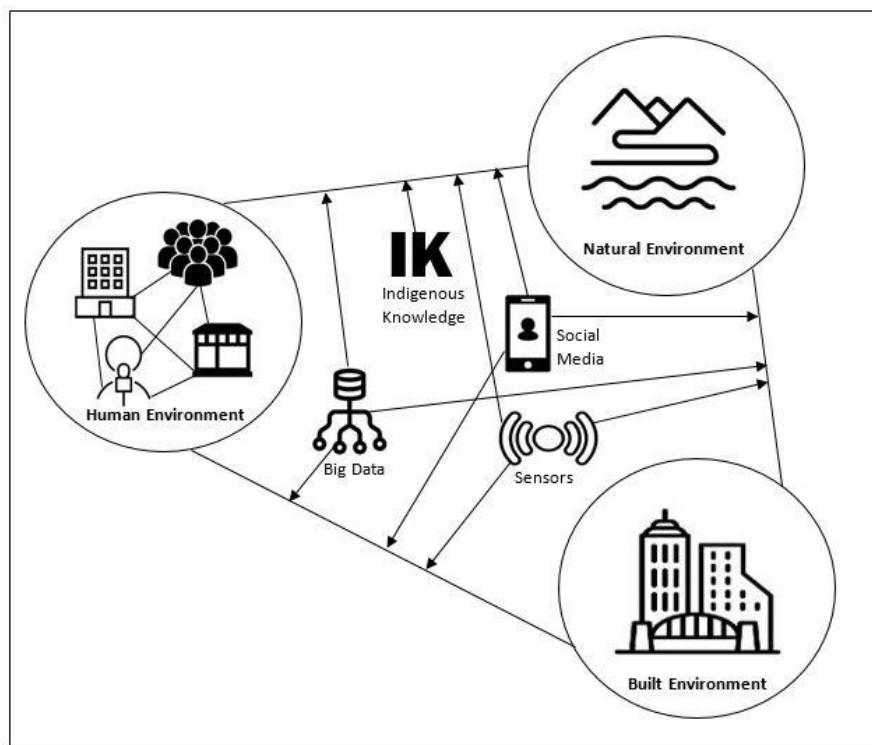 Natural Environment
IK
Indigenous
Knowledge
Social
Media
Human Environment
Big Data
Sensors
Built Environment